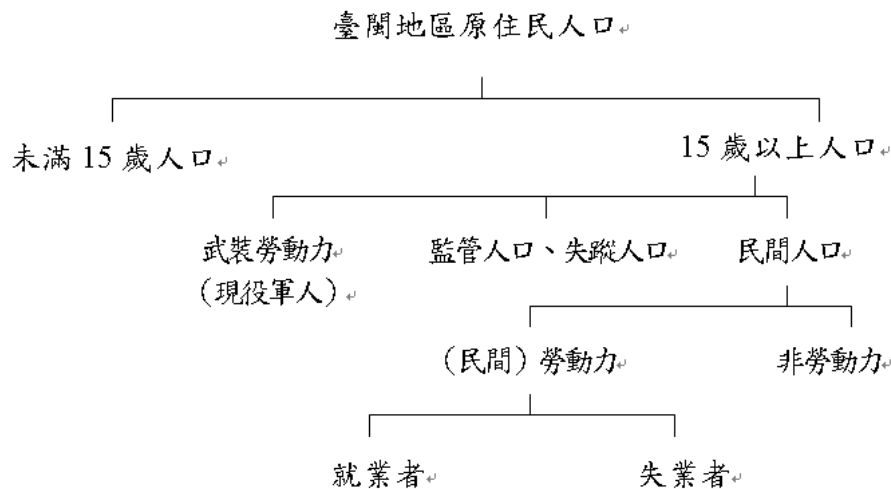 臺閩地區原住民人口
未滿 15 歲人口
15 歲以上人口
武裝勞動力
（現役軍人）
監管人口、失蹤人口
民間人口
（民間）勞動力
非勞動力
就業者
失業者